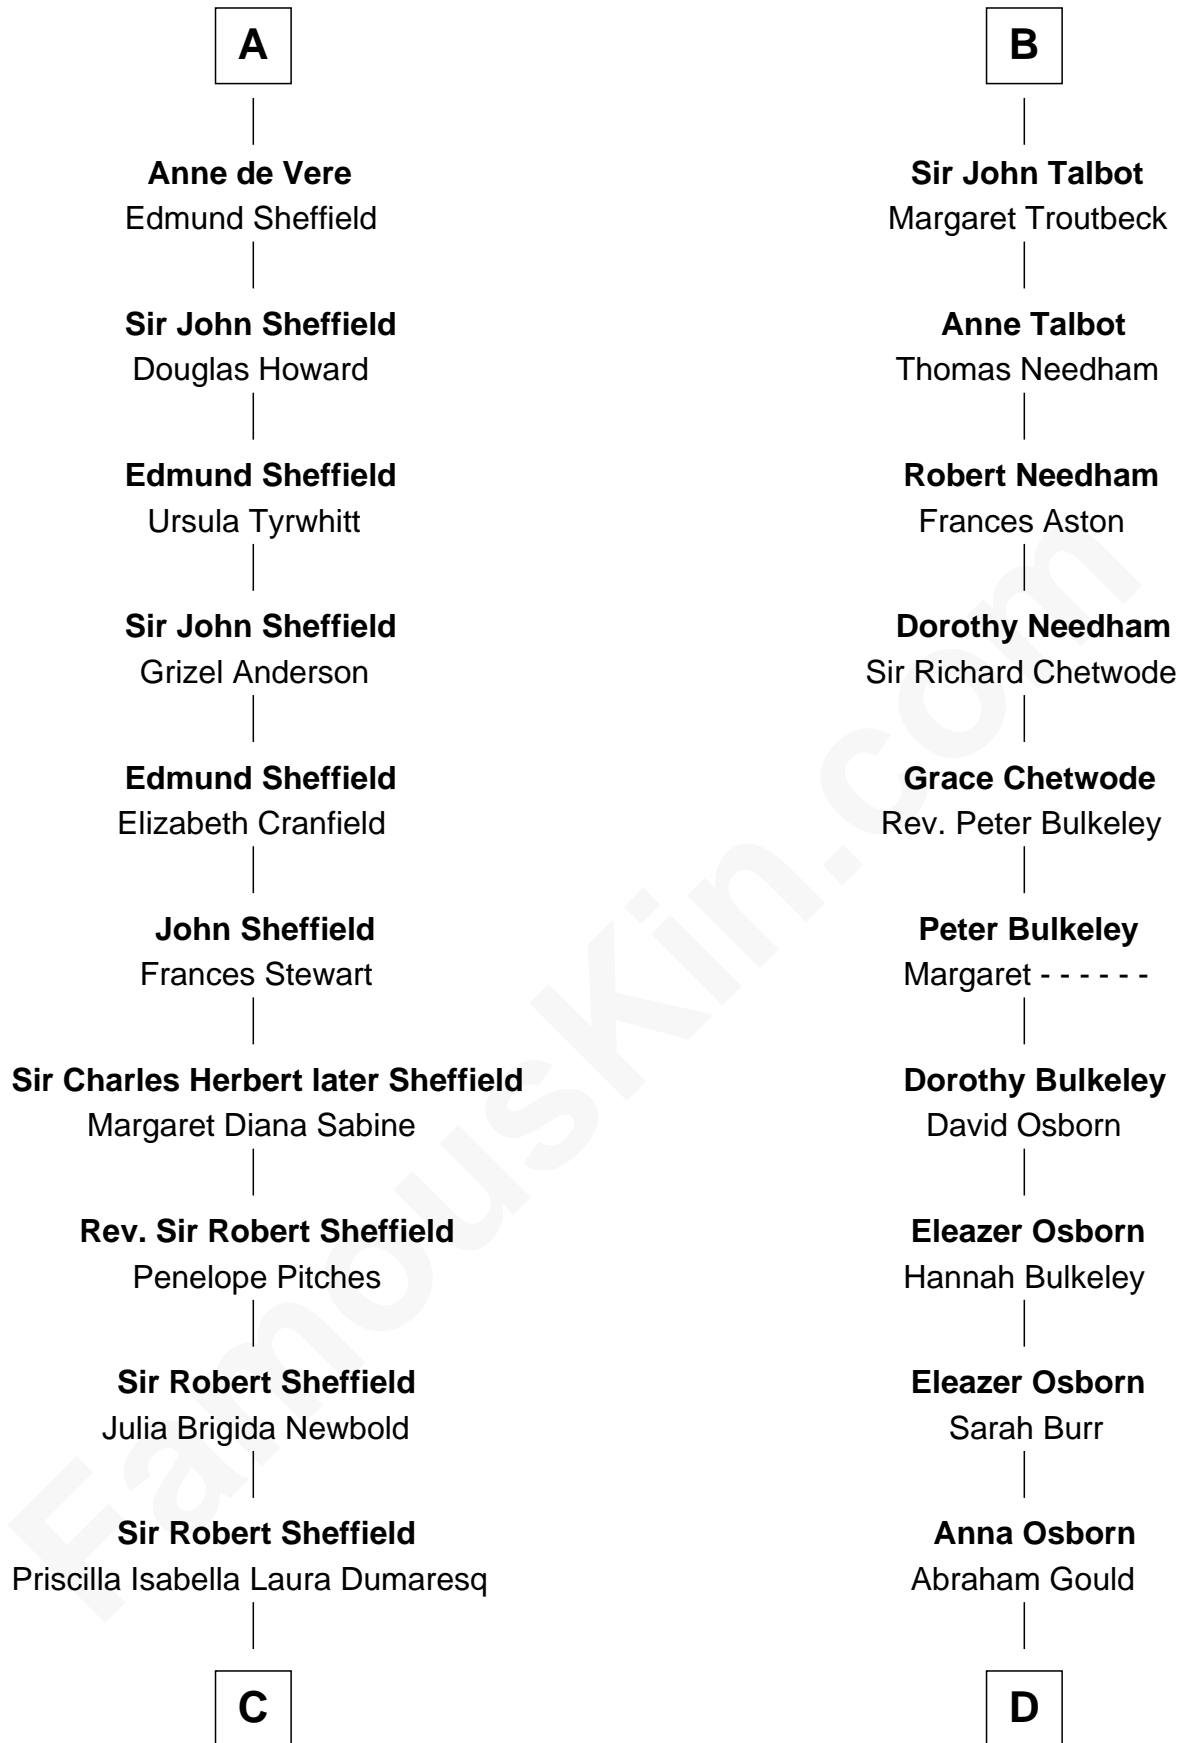 A
Anne de Vere
Edmund Sheffield
Sir John Sheffield
Douglas Howard
Edmund Sheffield
Ursula Tyrwhitt
Sir John Sheffield
Grizel Anderson
Edmund Sheffield
Elizabeth Cranfield
John Sheffield
Frances Stewart
Sir Charles Herbert later Sheffield
Margaret Diana Sabine
Rev. Sir Robert Sheffield
Penelope Pitches
Sir Robert Sheffield
Julia Brigida Newbold
Sir Robert Sheffield
Priscilla Isabella Laura Dumaresq
C
B
Sir John Talbot
Margaret Troutbeck
Anne Talbot
Thomas Needham
Robert Needham
Frances Aston
Dorothy Needham
Sir Richard Chetwode
Grace Chetwode
Rev. Peter Bulkeley
Peter Bulkeley
Margaret - - - - - -
Dorothy Bulkeley
David Osborn
Eleazer Osborn
Hannah Bulkeley
Eleazer Osborn
Sarah Burr
Anna Osborn
Abraham Gould
D
FamousKin.com